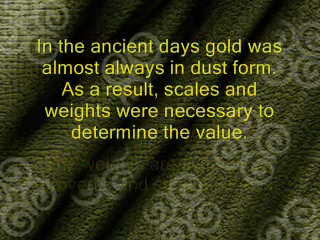 In the ancient days gold was
almost always in dust form.
As a result, scales and
weights were necessary to
determine the value.